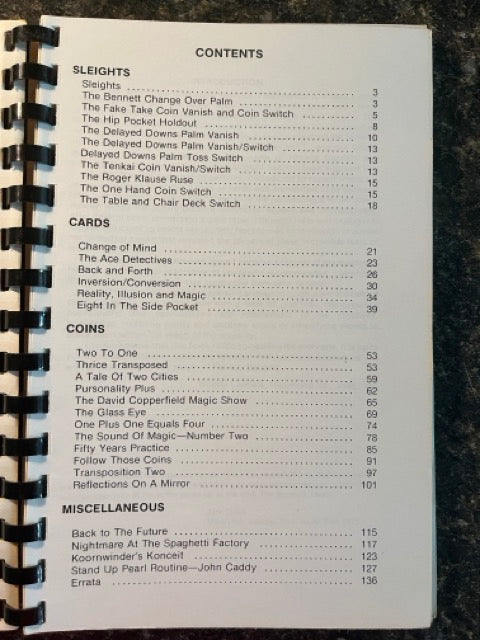 CONTENTS
SLEIGHTS
Sleights 3
The Bennett Change Over Palm 3
The Fake Take Coin Vanish and Coin Switch 5
The Hip Pocket Holdout 8
The Delayed Downs Palm Vanish 10
The Delayed Downs Palm Vanish/Switch 13
Delayed Downs Palm Toss Switch 13
The Tenkai Coin Vanish/Switch 13
The Roger Klause Ruse 15
The One Hand Coin Switch 15
The Table and Chair Deck Switch 18
CARDS
Change of Mind 21
The Ace Detectives 23
Back and Forth 26
Inversion/Conversion 30
Reality, Illusion and Magic 34
Eight In The Side Pocket 39
COINS
Two To One 53
Thrice Transposed 53
A Tale Of Two Cities 59
Pursonality Plus 62
The David Copperfield Magic Show 65
The Glass Eye 69
One Plus One Equals Four 74
The Sound Of Magic—Number Two 78
Fifty Years Practice 85
Follow Those Coins 91
Transposition Two 97
Reflections On A Mirror 101
MISCELLANEOUS
Back to The Future 115
Nightmare At The Spaghetti Factory 117
Koornwinder's Konceit 123
Stand Up Pearl Routine—John Caddy 127
Errata 136